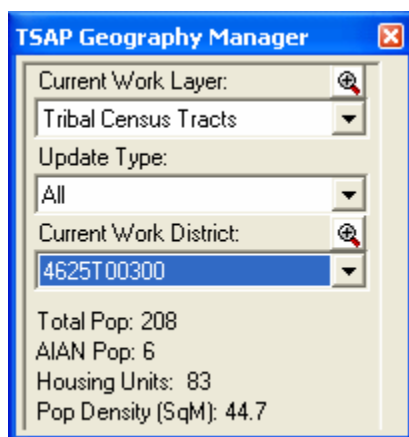 TSAP Geography Manager
Current Work Layer:
Tribal Census Tracts
Update Type:
All
Current Work District:
4625T00300
Total Pop: 208
AIAN Pop: 6
Housing Units: 83
Pop Density (SqM): 44.7